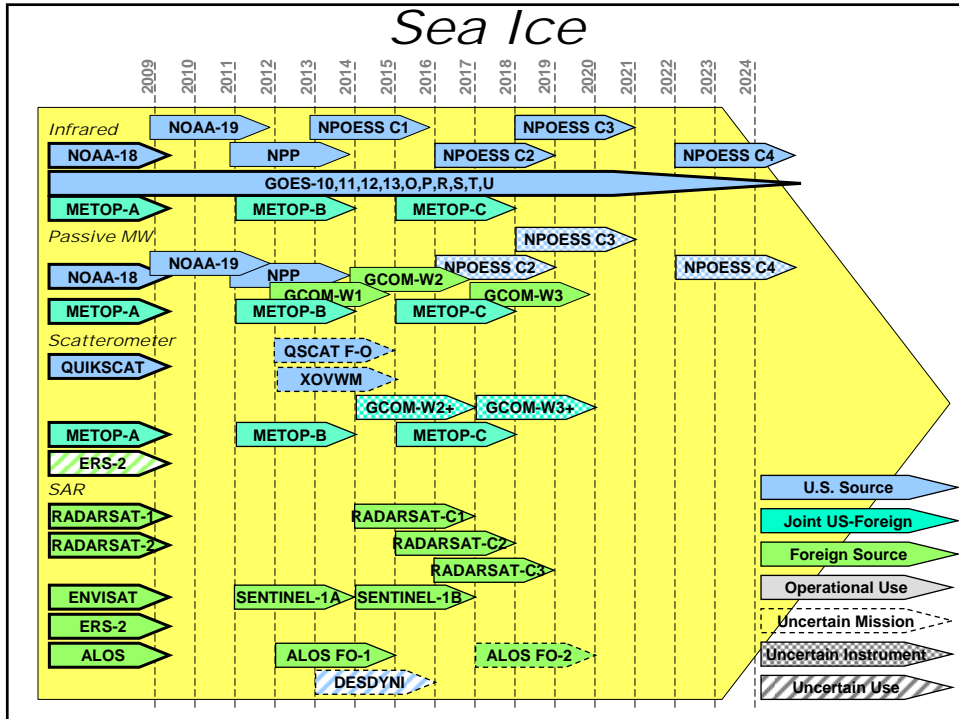 Sea Ice
2009 2010 2011 2012 2013 2014 2015 2016 2017 2018 2019 2020 2021 2022 2023 2024
Infrared
NOAA-19 NPOESS C1 NPOESS C3
NOAA-18 NPP NPOESS C2 NPOESS C4
GOES-10,11,12,13,O,P,R,S,T,U
METOP-A METOP-B METOP-C
Passive MW
NPOESS C3
NOAA-19 NPOESS C2 NPOESS C4
NOAA-18 NPP GCOM-W2
GCOM-W1 GCOM-W3
METOP-A METOP-B METOP-C
Scatterometer
QSCAT F-O
QUIKSCAT
XOVWM
GCOM-W2+ GCOM-W3+
METOP-A METOP-B METOP-C
ERS-2
SAR
RADARSAT-1 RADARSAT-C1
RADARSAT-2 RADARSAT-C2
RADARSAT-C3
ENVISAT SENTINEL-1A SENTINEL-1B
ERS-2
ALOS ALOS FO-1 ALOS FO-2
DESDYNI
U.S. Source
Joint US-Foreign
Foreign Source
Operational Use
Uncertain Mission
Uncertain Instrument
Uncertain Use